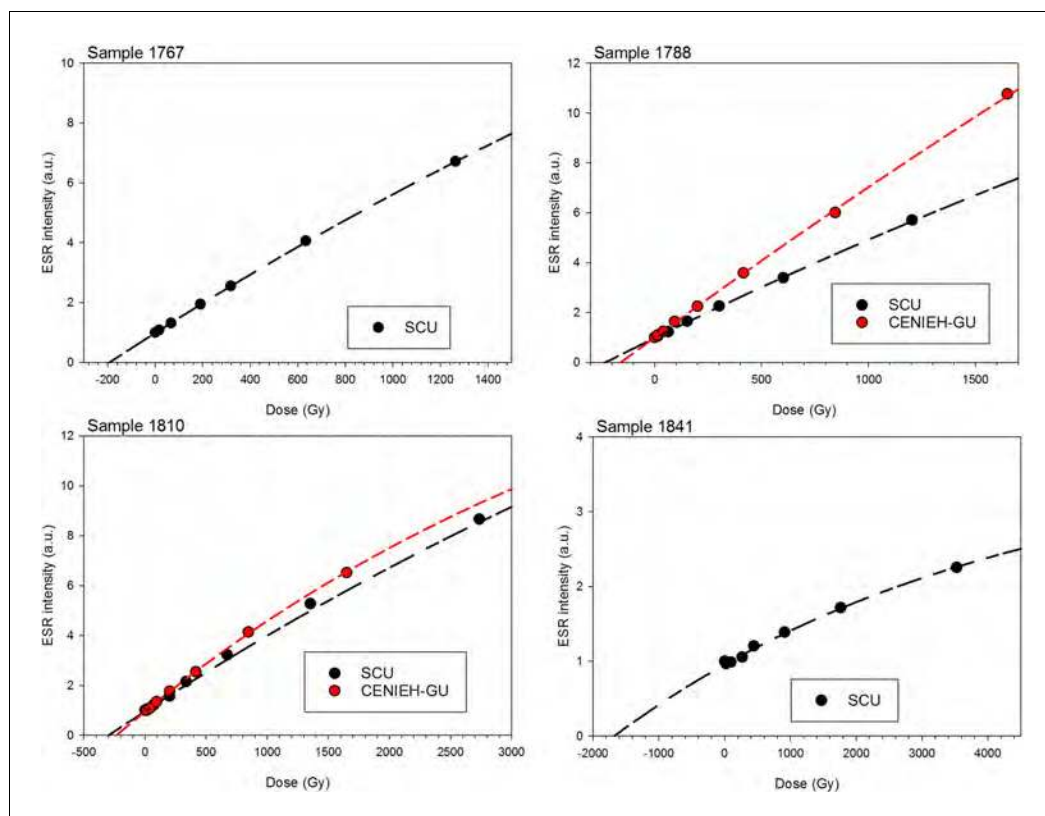 Sample 1767
10
8
6
4
2
0
ESR intensity (a.u.)
-200 0 200 400 600 800 1000 1200 1400
Dose (Gy)
SCU
Sample 1788
12
10
8
6
4
2
0
ESR intensity (a.u.)
0 500 1000 1500
Dose (Gy)
SCU
CENIEH-GU
Sample 1810
12
10
8
6
4
2
0
ESR intensity (a.u.)
-500 0 500 1000 1500 2000 2500 3000
Dose (Gy)
SCU
CENIEH-GU
Sample 1841
4
3
2
1
0
ESR intensity (a.u.)
-2000 -1000 0 1000 2000 3000 4000
Dose (Gy)
SCU